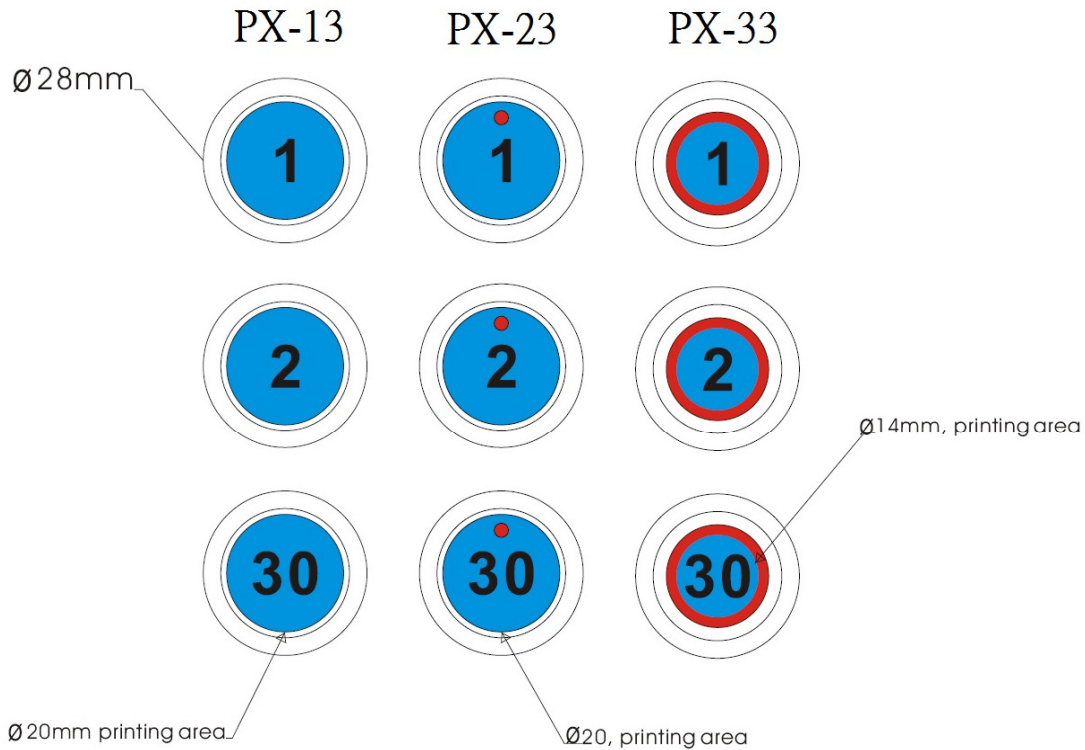 PX-13 PX-23 PX-33
Ø28mm
1 1 1
2 2 2
Ø14mm, printing area
30 30 30
Ø20mm printing area
Ø20, printing area